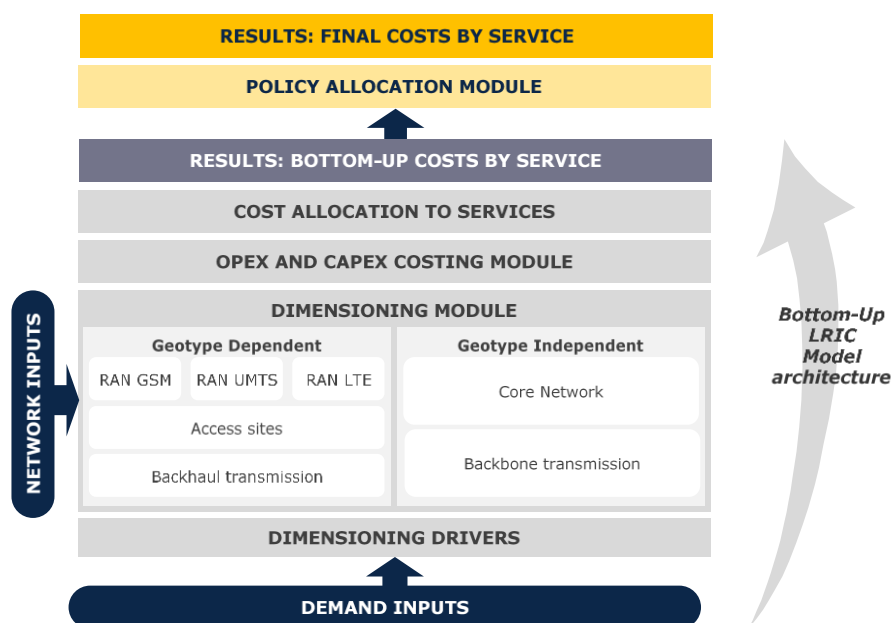 RESULTS: FINAL COSTS BY SERVICE
POLICY ALLOCATION MODULE
RESULTS: BOTTOM-UP COSTS BY SERVICE
COST ALLOCATION TO SERVICES
OPEX AND CAPEX COSTING MODULE
DIMENSIONING MODULE
Geotype Dependent
RAN GSM
RAN UMTS
RAN LTE
Access sites
Backhaul transmission
Geotype Independent
Core Network
Backbone transmission
DIMENSIONING DRIVERS
DEMAND INPUTS
NETWORK INPUTS
Bottom-Up
LRIC
Model
architecture